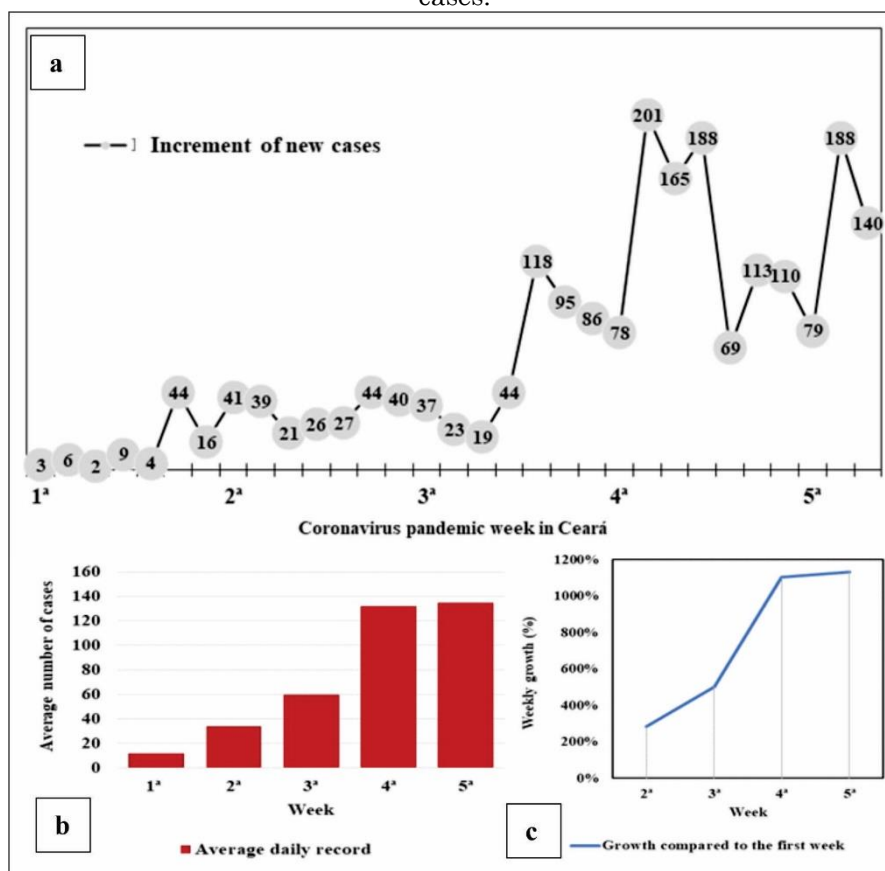 cases.
a
Increment of new cases
3 6 2 9 4 44 16 41 39 21 26 27 44 40 37 23 19 44 118 95 86 78 201 165 188 69 113 110 79 188 140
1ª 2ª 3ª 4ª 5ª
Coronavirus pandemic week in Ceará
Average number of cases
160
140
120
100
80
60
40
20
0
1ª 2ª 3ª 4ª 5ª
Week
b
Average daily record
Weekly growth (%)
1200%
1000%
800%
600%
400%
200%
0%
2ª 3ª 4ª 5ª
Week
c
Growth compared to the first week